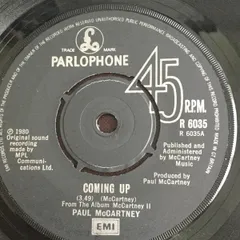 TRADE MARK
PARLOPHONE
45
R.P.M.
R 6035
R 6035A
℗ 1980
Original sound
recording
made by
MPL
Communi-
cations Ltd.
Published and
Administered
by McCartney
Music
Produced by
Paul McCartney
COMING UP
(3.49) (McCartney)
From The Album McCartney II
PAUL McCARTNEY
EMI